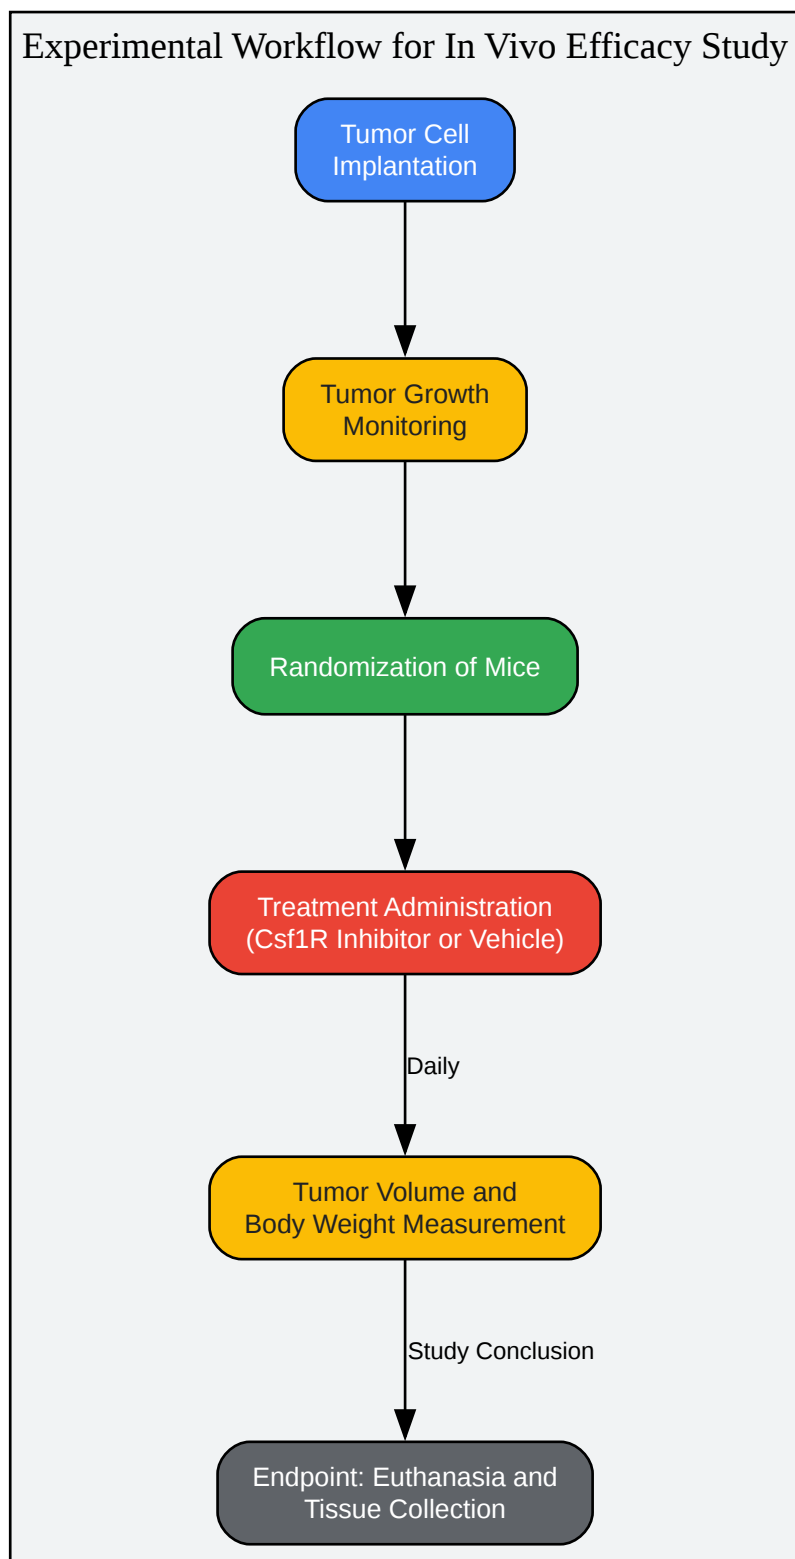 Experimental Workflow for In Vivo Efficacy Study
Tumor Cell
Implantation
Tumor Growth
Monitoring
Randomization of Mice
Treatment Administration
(Csf1R Inhibitor or Vehicle)
Daily
Tumor Volume and
Body Weight Measurement
Study Conclusion
Endpoint: Euthanasia and
Tissue Collection